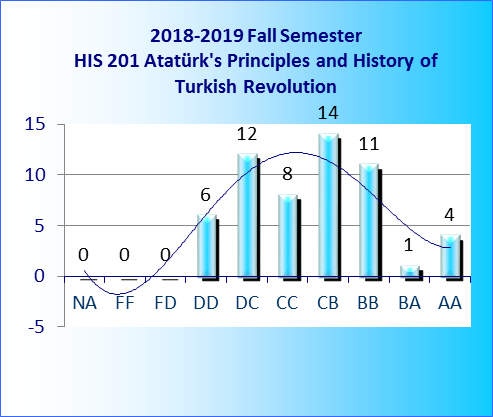 2018-2019 Fall Semester
HIS 201 Atatürk's Principles and History of
Turkish Revolution
15
10
5
0
-5
0 0 0 6 12 8 14 11 1 4
NA FF FD DD DC CC CB BB BA AA